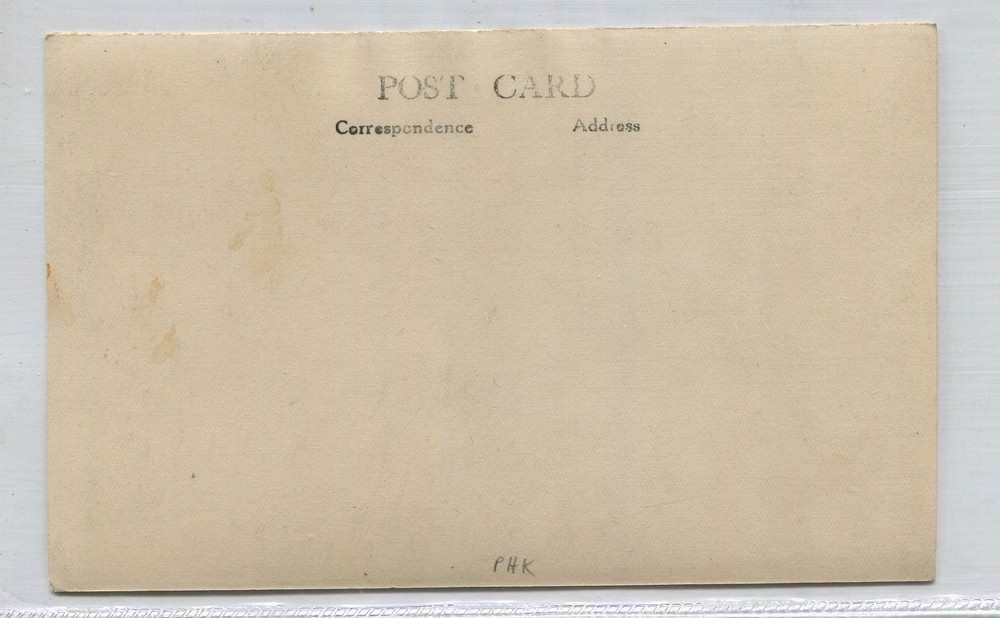 POST CARD
Correspondence Address
PHK